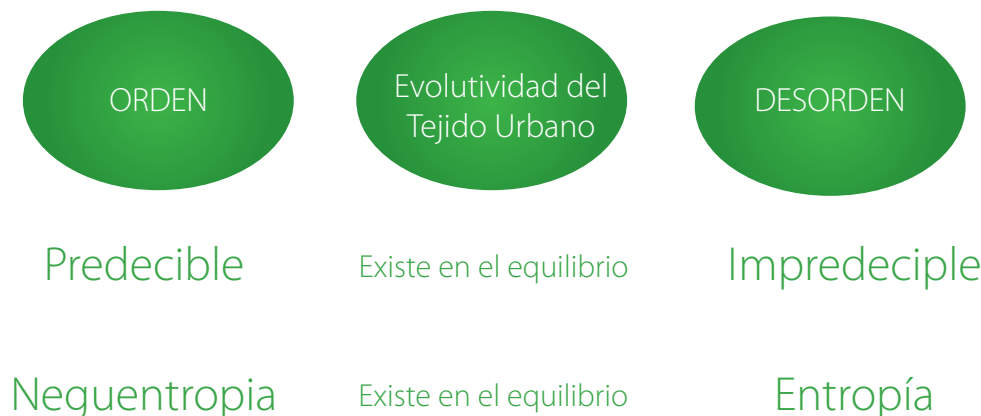 ORDEN
Evolutividad del
Tejido Urbano
DESORDEN
Predecible
Existe en el equilibrio
Impredeciple
Neguentropia
Existe en el equilibrio
Entropía